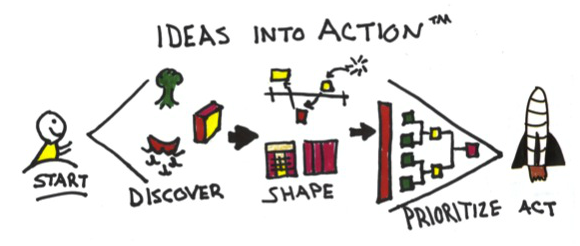 IDEAS INTO ACTION™
START
DISCOVER
SHAPE
PRIORITIZE
ACT